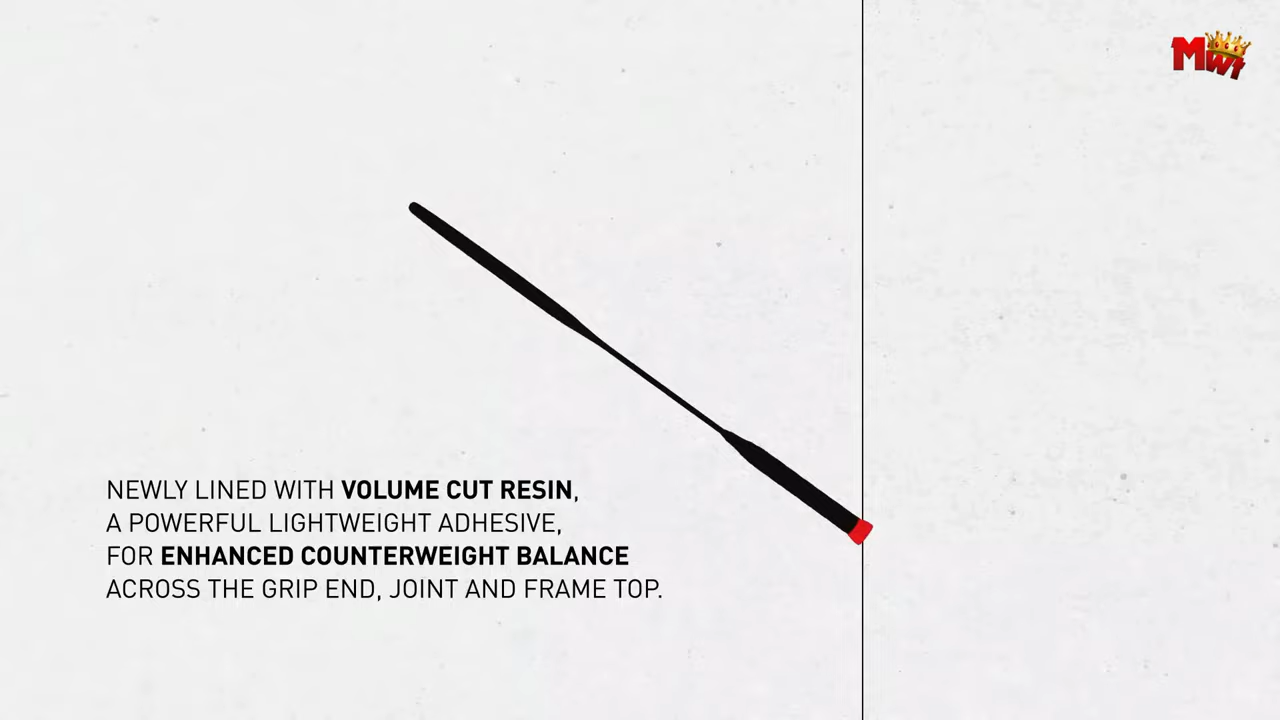 Mwt
NEWLY LINED WITH VOLUME CUT RESIN,
A POWERFUL LIGHTWEIGHT ADHESIVE,
FOR ENHANCED COUNTERWEIGHT BALANCE
ACROSS THE GRIP END, JOINT AND FRAME TOP.